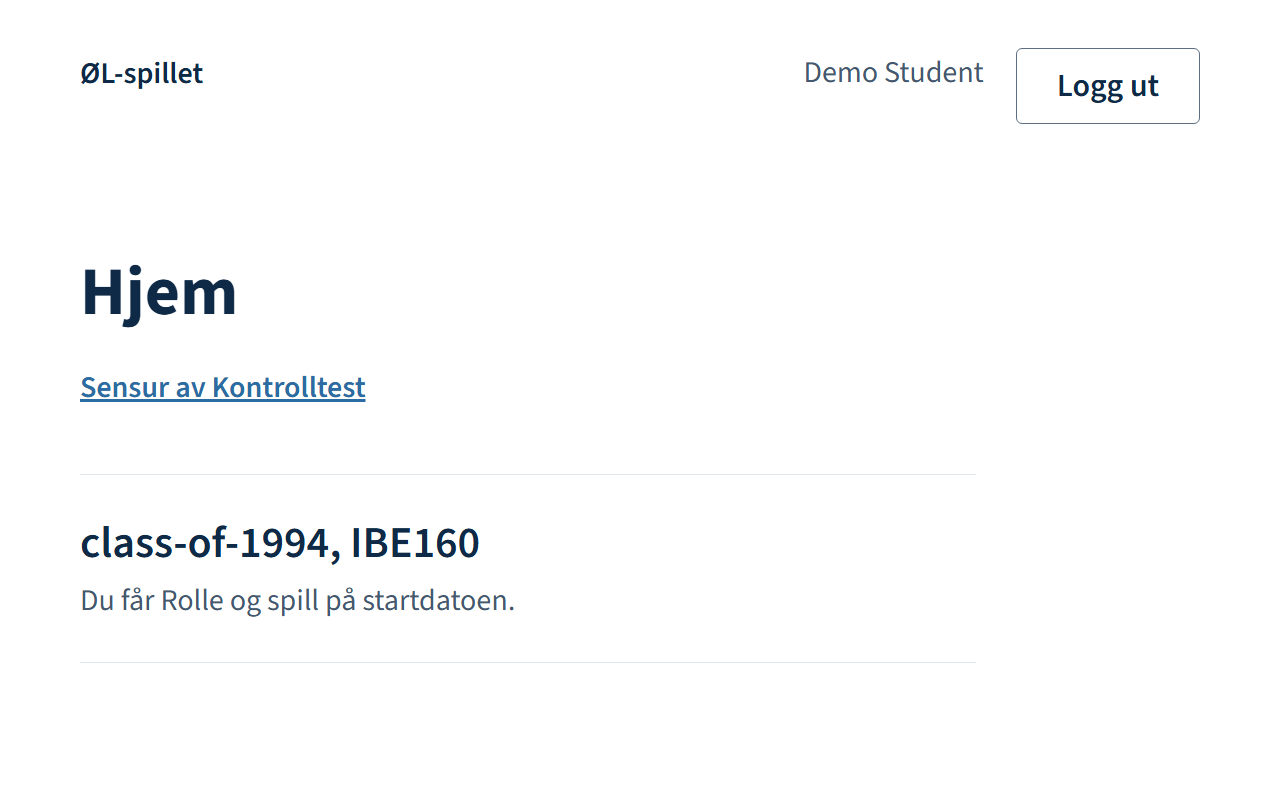 ØL-spillet
Demo Student
Logg ut
Hjem
Sensur av Kontrolltest
class-of-1994, IBE160
Du får Rolle og spill på startdatoen.